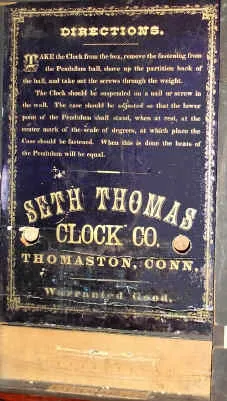 DIRECTIONS.
TAKE the Clock from the box, remove the fastening from
the Pendulum ball, shove up the partition back of
the ball, and take out the screws through the weight.
The Clock should be suspended on a nail or screw in
the wall. The case should be adjusted so that the lower
point of the Pendulum shall stand, when at rest, at the
center mark of the scale of degrees, at which place the
Case should be fastened. When this is done the beats of
the Pendulum will be equal.
SETH THOMAS
CLOCK CO.
THOMASTON, CONN.
Warranted Good.